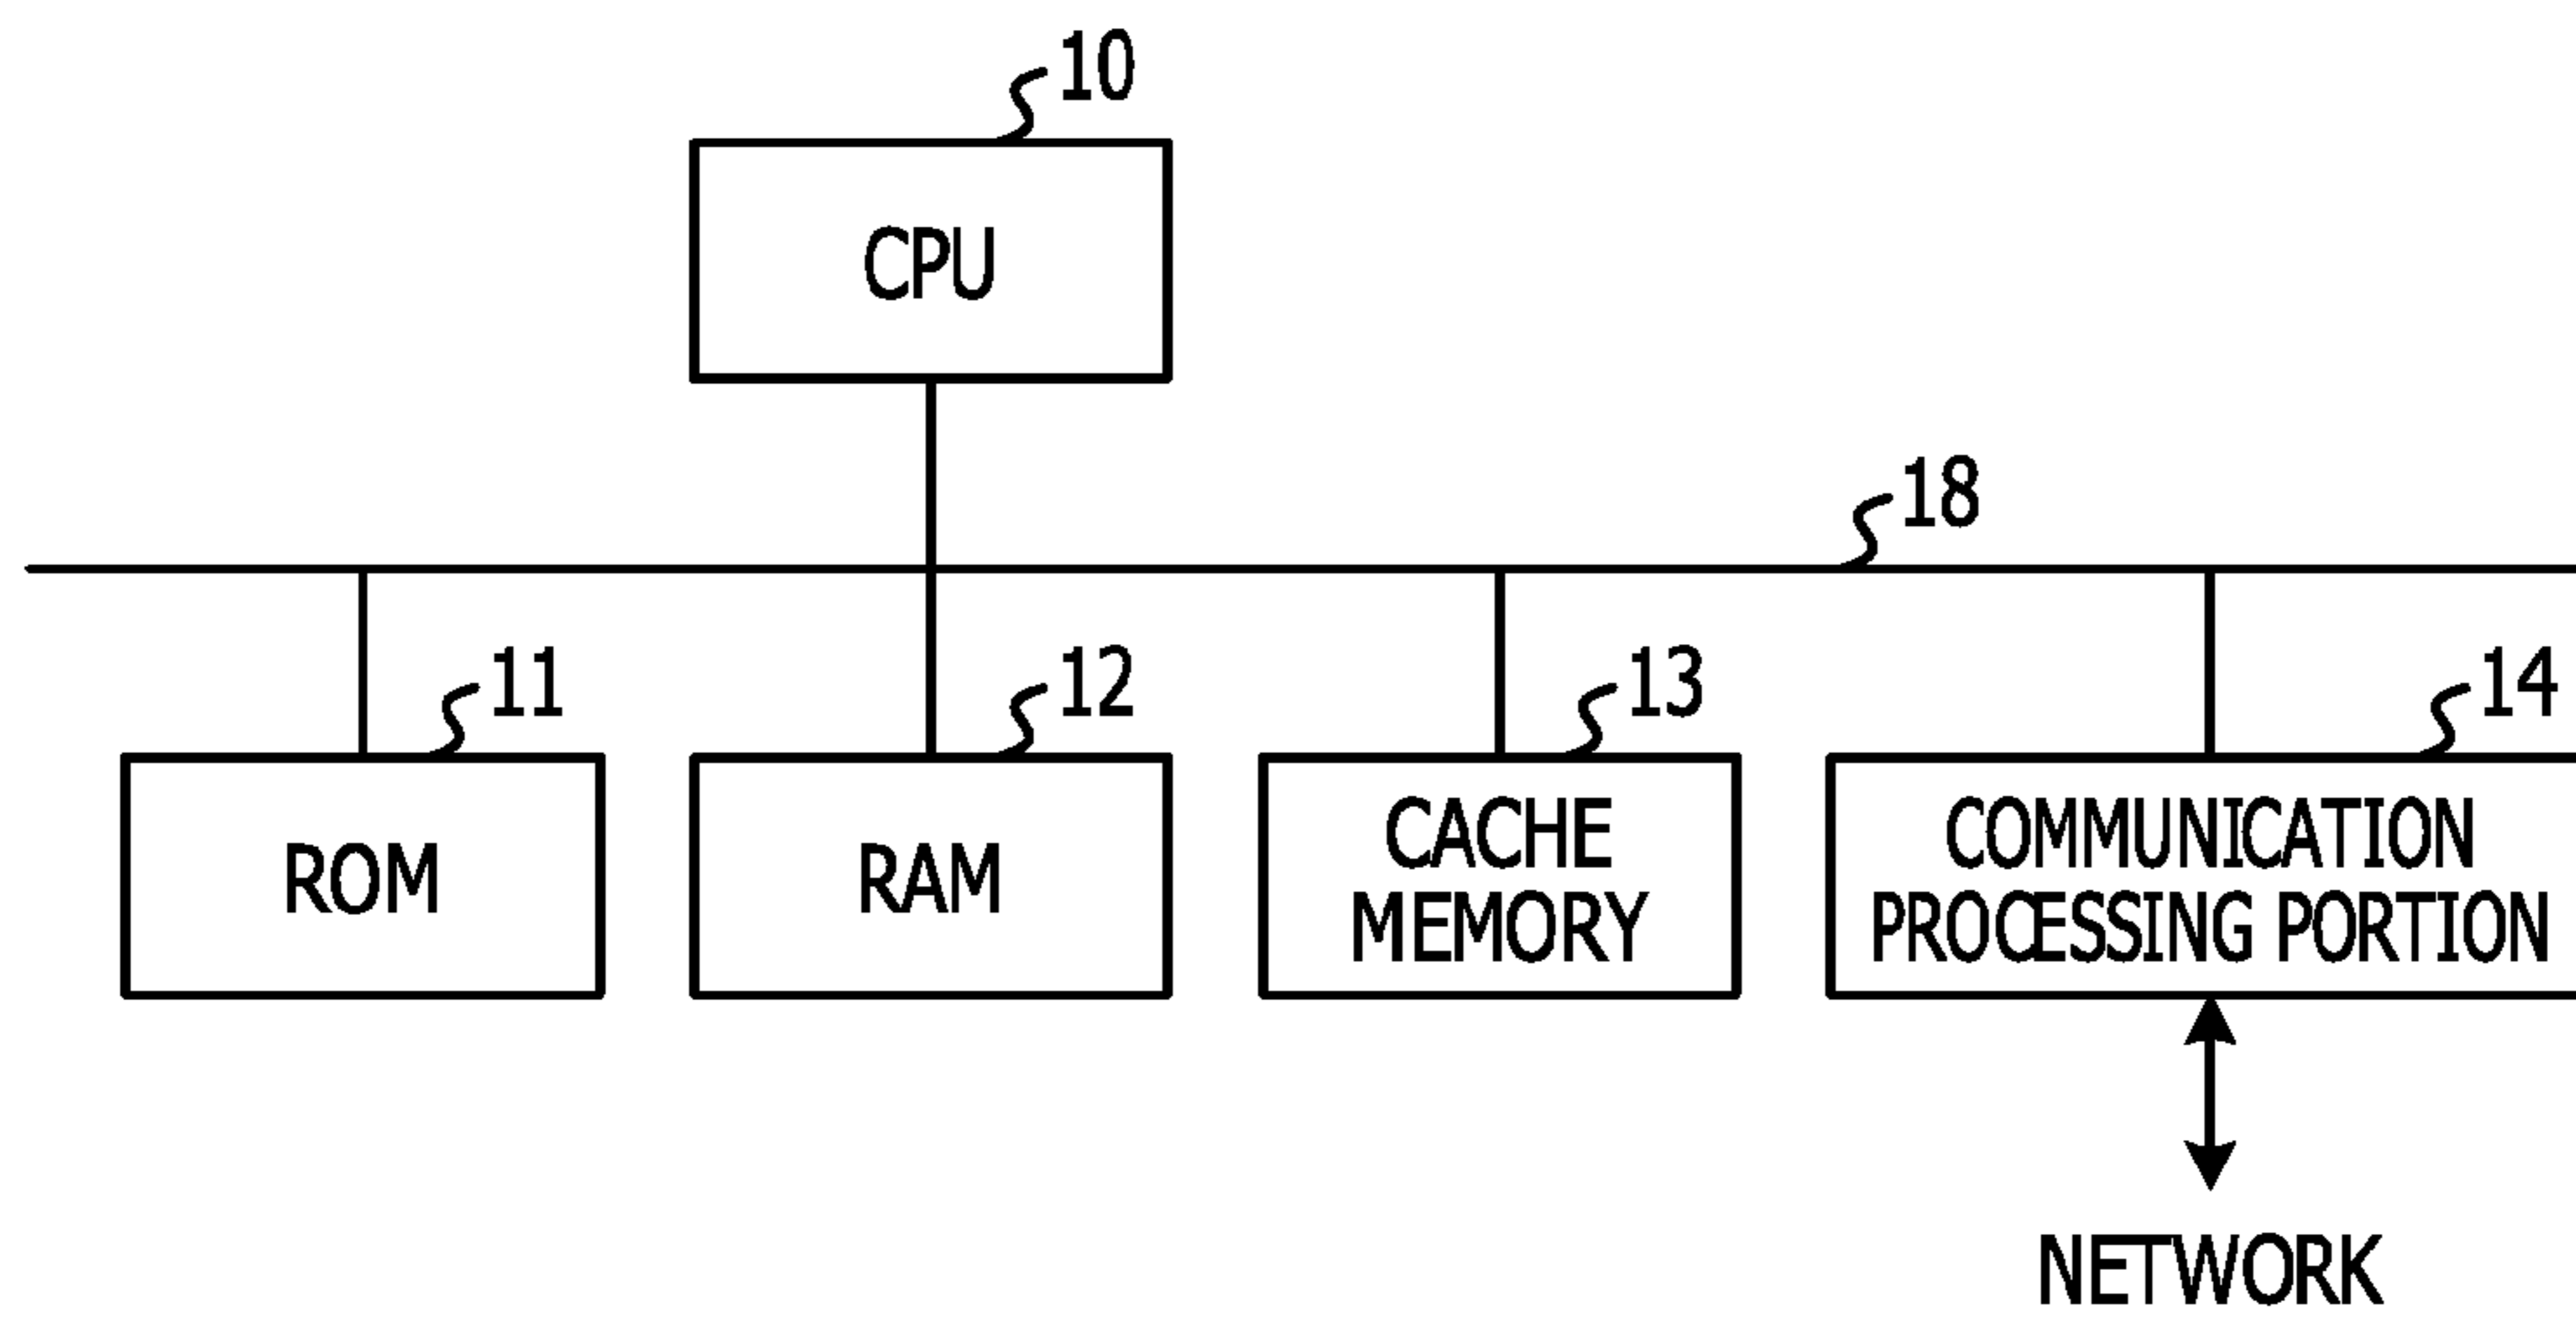 10
CPU
18
11
12
13
14
ROM
RAM
CACHE
MEMORY
COMMUNICATION
PROCESSING PORTION
NETWORK